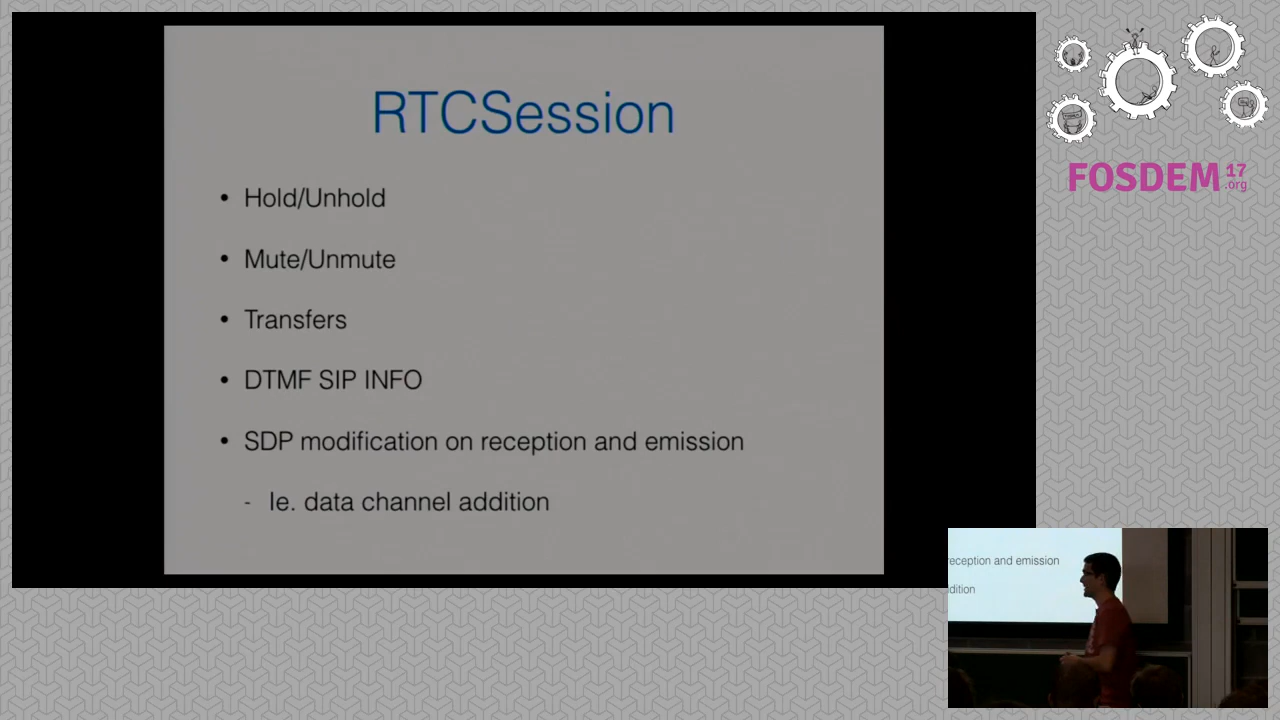 RTCSession
• Hold/Unhold
• Mute/Unmute
• Transfers
• DTMF SIP INFO
• SDP modification on reception and emission
- Ie. data channel addition
FOSDEM 17 .org
eception and emission
dition